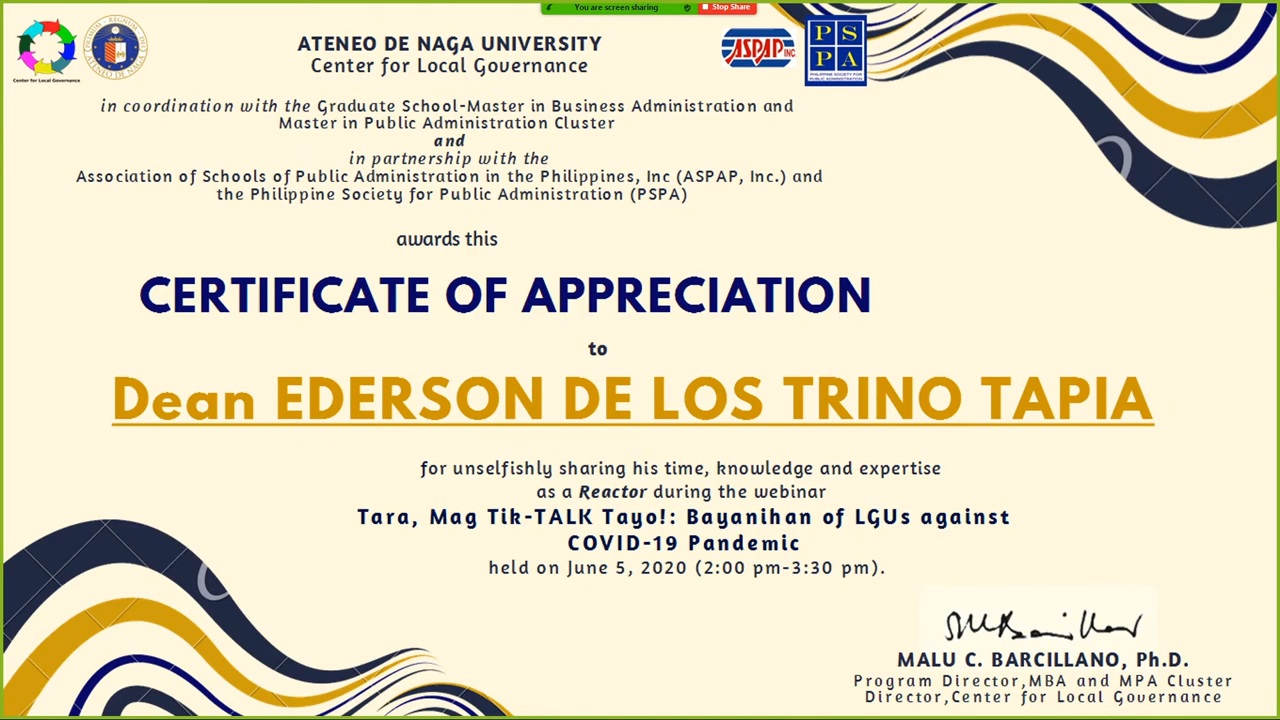 You are screen sharing
Stop Share
ATENEO DE NAGA UNIVERSITY
Center for Local Governance
Center for Local Governance
ASPAP INC
P S
P A
PHILIPPINE SOCIETY FOR
PUBLIC ADMINISTRATION
in coordination with the Graduate School-Master in Business Administration and
Master in Public Administration Cluster
and
in partnership with the
Association of Schools of Public Administration in the Philippines, Inc (ASPAP, Inc.) and
the Philippine Society for Public Administration (PSPA)
awards this
CERTIFICATE OF APPRECIATION
to
Dean EDERSON DE LOS TRINO TAPIA
for unselfishly sharing his time, knowledge and expertise
as a Reactor during the webinar
Tara, Mag Tik-TALK Tayo!: Bayanihan of LGUs against
COVID-19 Pandemic
held on June 5, 2020 (2:00 pm-3:30 pm).
MALU C. BARCILLANO, Ph.D.
Program Director,MBA and MPA Cluster
Director,Center for Local Governance